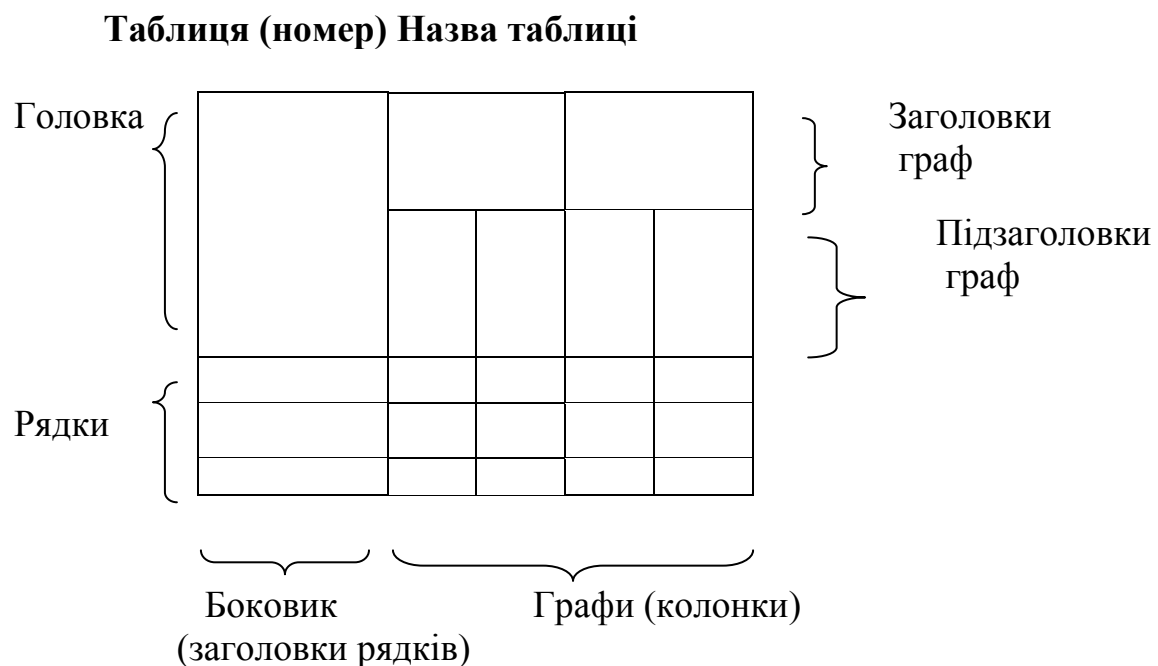 Таблиця (номер) Назва таблиці
Головка
Заголовки
граф
Підзаголовки
граф
Рядки
Боковик
(заголовки рядків)
Графи (колонки)